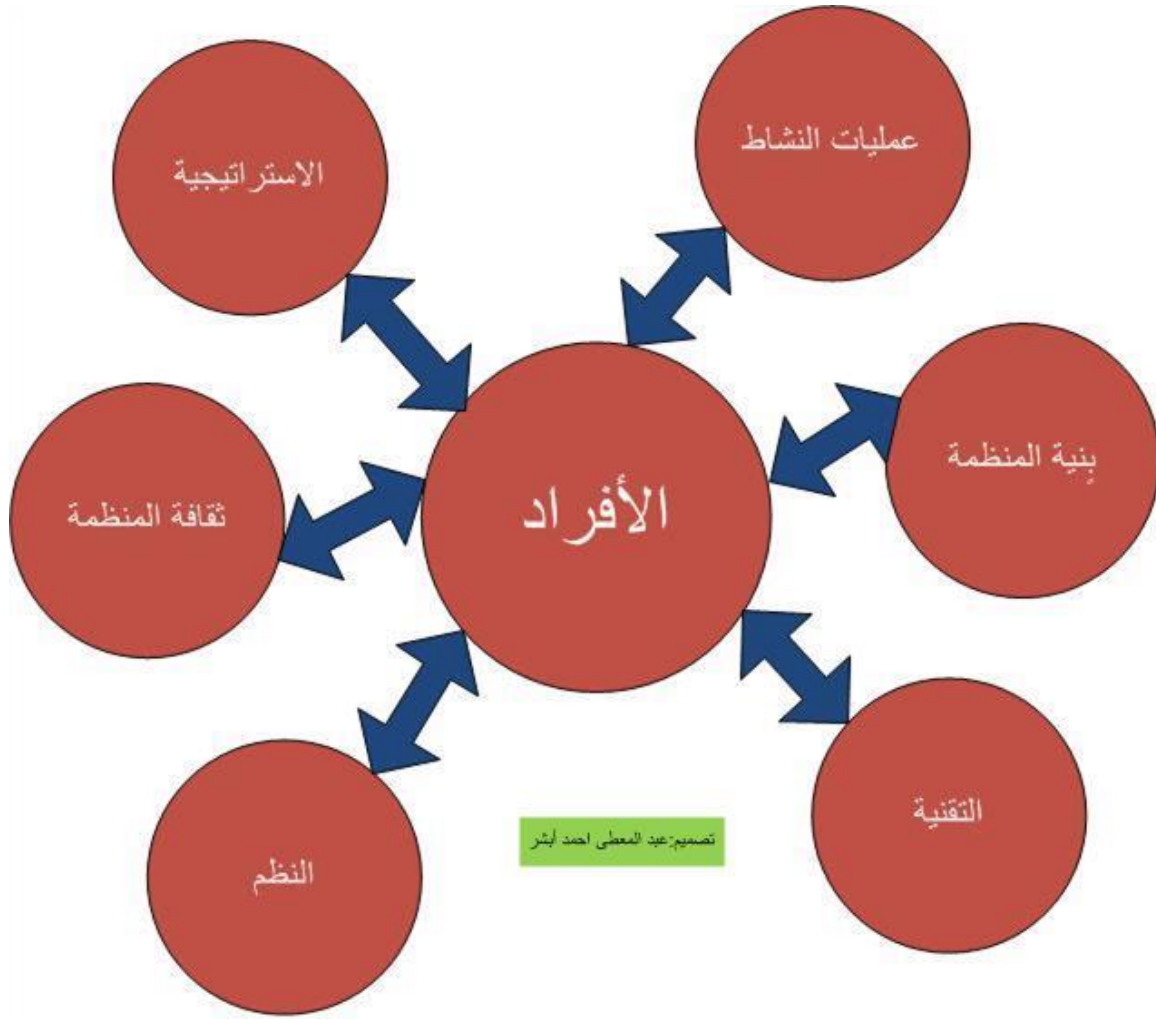 عمليات النشاط
الاستراتيجية
بنية المنظمة
الأفراد
ثقافة المنظمة
التقنية
تصميم:عبد المعطى احمد أبشر
النظم